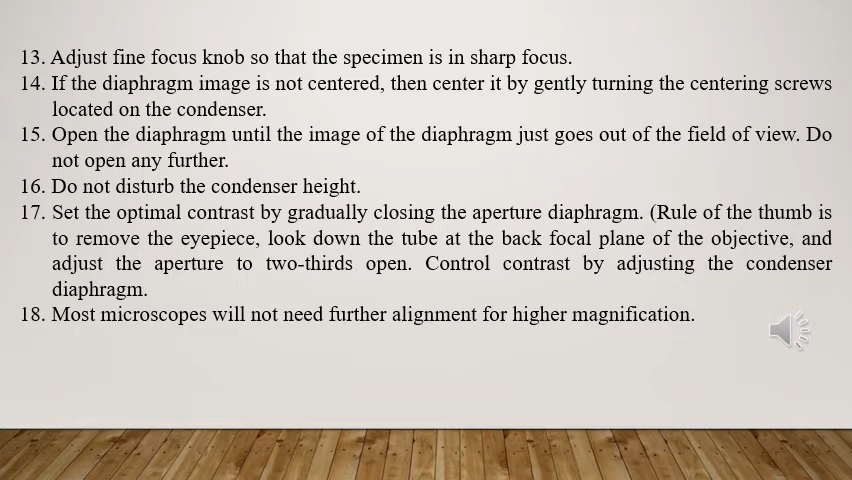 13. Adjust fine focus knob so that the specimen is in sharp focus.
14. If the diaphragm image is not centered, then center it by gently turning the centering screws
located on the condenser.
15. Open the diaphragm until the image of the diaphragm just goes out of the field of view. Do
not open any further.
16. Do not disturb the condenser height.
17. Set the optimal contrast by gradually closing the aperture diaphragm. (Rule of the thumb is
to remove the eyepiece, look down the tube at the back focal plane of the objective, and
adjust the aperture to two-thirds open. Control contrast by adjusting the condenser
diaphragm.
18. Most microscopes will not need further alignment for higher magnification.